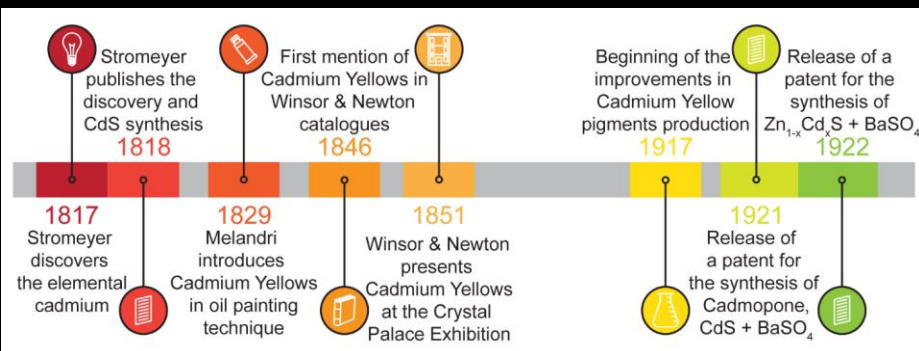 Stromeyer
publishes the
discovery and
CdS synthesis
1818
First mention of
Cadmium Yellows in
Winsor & Newton
catalogues
1846
Beginning of the
improvements in
Cadmium Yellow
pigments production
1917
Release of a
patent for the
synthesis of
Zn₁₋ₓCdₓS + BaSO₄
1922
1817
Stromeyer
discovers
the elemental
cadmium
1829
Melandri
introduces
Cadmium Yellows
in oil painting
technique
1851
Winsor & Newton
presents
Cadmium Yellows
at the Crystal
Palace Exhibition
1921
Release of
a patent for
the synthesis of
Cadmopone,
CdS + BaSO₄